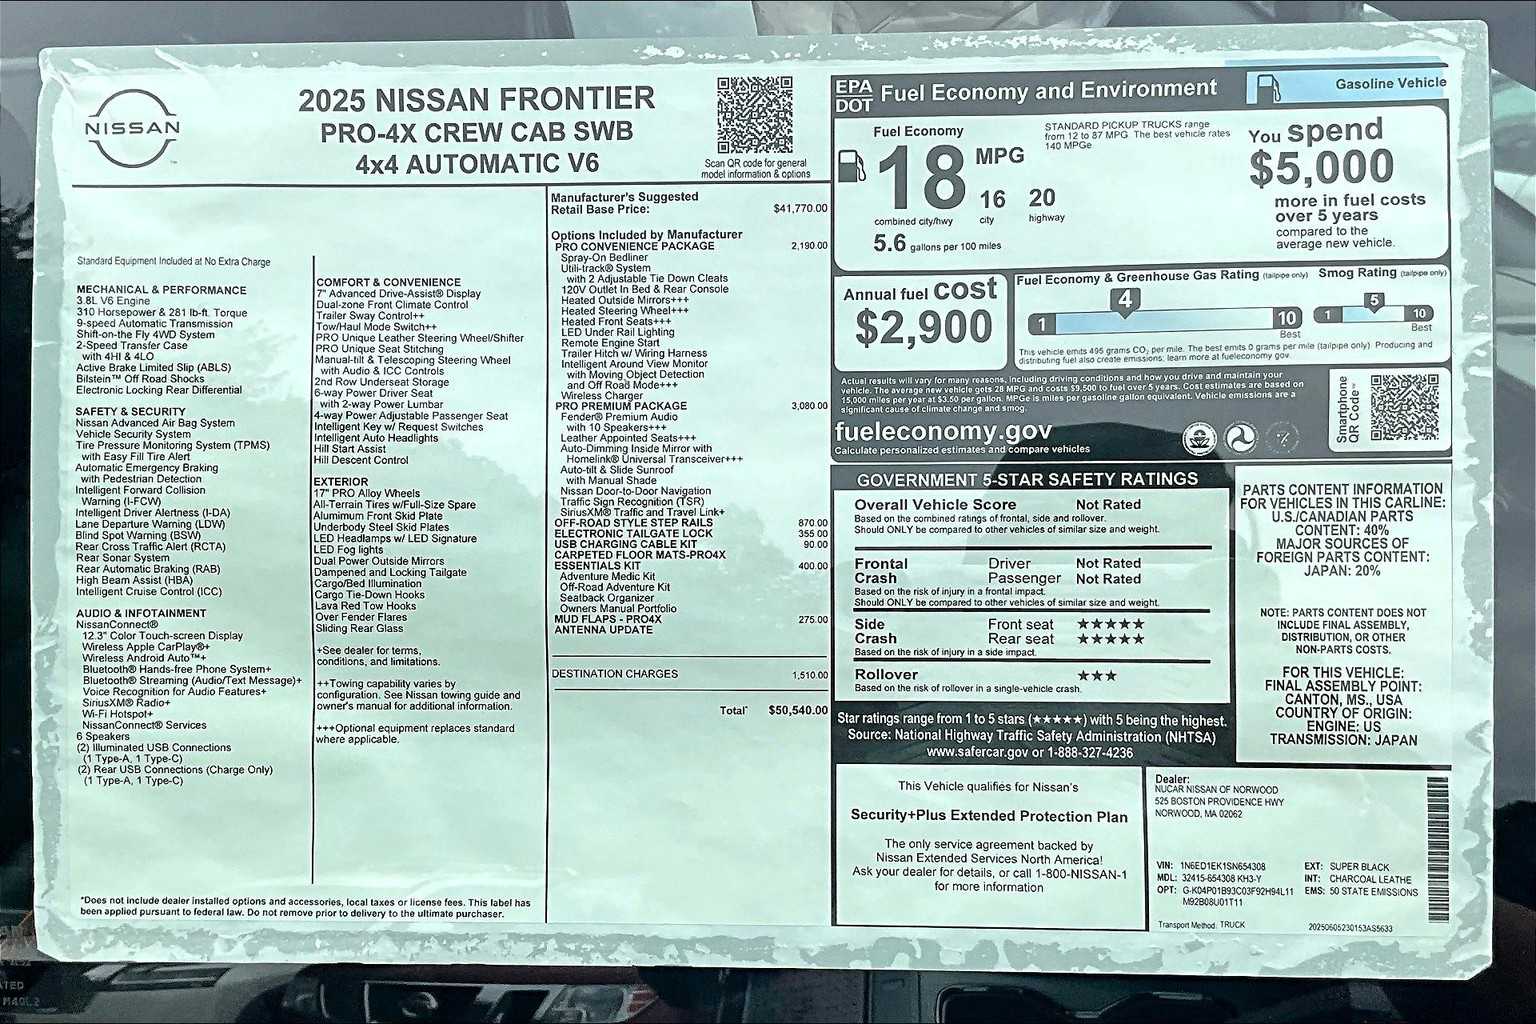 NISSAN
2025 NISSAN FRONTIER
PRO-4X CREW CAB SWB
4x4 AUTOMATIC V6
Scan QR code for general
model information & options
Standard Equipment Included at No Extra Charge
MECHANICAL & PERFORMANCE
3.8L V6 Engine
310 Horsepower & 281 lb-ft. Torque
9-speed Automatic Transmission
Shift-on the Fly 4WD System
2-Speed Transfer Case
with 4HI & 4LO
Active Brake Limited Slip (ABLS)
Bilstein™ Off Road Shocks
Electronic Locking Rear Differential
SAFETY & SECURITY
Nissan Advanced Air Bag System
Vehicle Security System
Tire Pressure Monitoring System (TPMS)
with Easy Fill Tire Alert
Automatic Emergency Braking
with Pedestrian Detection
Intelligent Forward Collision
Warning (I-FCW)
Intelligent Driver Alertness (I-DA)
Lane Departure Warning (LDW)
Blind Spot Warning (BSW)
Rear Cross Traffic Alert (RCTA)
Rear Sonar System
Rear Automatic Braking (RAB)
High Beam Assist (HBA)
Intelligent Cruise Control (ICC)
AUDIO & INFOTAINMENT
NissanConnect®
12.3" Color Touch-screen Display
Wireless Apple CarPlay®+
Wireless Android Auto™+
Bluetooth® Hands-free Phone System+
Bluetooth® Streaming (Audio/Text Message)+
Voice Recognition for Audio Features+
SiriusXM® Radio+
Wi-Fi Hotspot+
NissanConnect® Services
6 Speakers
(2) Illuminated USB Connections
(1 Type-A, 1 Type-C)
(2) Rear USB Connections (Charge Only)
(1 Type-A, 1 Type-C)
COMFORT & CONVENIENCE
7" Advanced Drive-Assist® Display
Dual-zone Front Climate Control
Trailer Sway Control++
Tow/Haul Mode Switch++
PRO Unique Leather Steering Wheel/Shifter
PRO Unique Seat Stitching
Manual-tilt & Telescoping Steering Wheel
with Audio & ICC Controls
2nd Row Underseat Storage
6-way Power Driver Seat
with 2-way Power Lumbar
4-way Power Adjustable Passenger Seat
Intelligent Key w/ Request Switches
Intelligent Auto Headlights
Hill Start Assist
Hill Descent Control
EXTERIOR
17" PRO Alloy Wheels
All-Terrain Tires w/Full-Size Spare
Aluminum Front Skid Plate
Underbody Steel Skid Plates
LED Headlamps w/ LED Signature
LED Fog lights
Dual Power Outside Mirrors
Dampened and Locking Tailgate
Cargo/Bed Illumination
Cargo Tie-Down Hooks
Lava Red Tow Hooks
Over Fender Flares
Sliding Rear Glass
+See dealer for terms,
conditions, and limitations.
++Towing capability varies by
configuration. See Nissan towing guide and
owner's manual for additional information.
+++Optional equipment replaces standard
where applicable.
*Does not include dealer installed options and accessories, local taxes or license fees. This label has
been applied pursuant to federal law. Do not remove prior to delivery to the ultimate purchaser.
Manufacturer's Suggested
Retail Base Price: $41,770.00
Options Included by Manufacturer
PRO CONVENIENCE PACKAGE 2,190.00
Spray-On Bedliner
Utili-track® System
with 2 Adjustable Tie Down Cleats
120V Outlet In Bed & Rear Console
Heated Outside Mirrors+++
Heated Steering Wheel+++
Heated Front Seats+++
LED Under Rail Lighting
Remote Engine Start
Trailer Hitch w/ Wiring Harness
Intelligent Around View Monitor
with Moving Object Detection
and Off Road Mode+++
Wireless Charger
PRO PREMIUM PACKAGE 3,080.00
Fender® Premium Audio
with 10 Speakers+++
Leather Appointed Seats+++
Auto-Dimming Inside Mirror with
Homelink® Universal Transceiver+++
Auto-tilt & Slide Sunroof
with Manual Shade
Nissan Door-to-Door Navigation
Traffic Sign Recognition (TSR)
SiriusXM® Traffic and Travel Link+
OFF-ROAD STYLE STEP RAILS 870.00
ELECTRONIC TAILGATE LOCK 355.00
USB CHARGING CABLE KIT 90.00
CARPETED FLOOR MATS-PRO4X
ESSENTIALS KIT 400.00
Adventure Medic Kit
Off-Road Adventure Kit
Seatback Organizer
Owners Manual Portfolio
MUD FLAPS - PRO4X 275.00
ANTENNA UPDATE
DESTINATION CHARGES 1,510.00
Total* $50,540.00
EPA
DOT
Fuel Economy and Environment
Gasoline Vehicle
Fuel Economy
18 MPG
16 20
combined city/hwy city highway
5.6 gallons per 100 miles
STANDARD PICKUP TRUCKS range
from 12 to 87 MPG. The best vehicle rates
140 MPGe
You spend
$5,000
more in fuel costs
over 5 years
compared to the
average new vehicle.
Annual fuel cost
$2,900
Fuel Economy & Greenhouse Gas Rating (tailpipe only) Smog Rating (tailpipe only)
4 5
1 10 1 10
Best Best
This vehicle emits 495 grams CO2 per mile. The best emits 0 grams per mile (tailpipe only). Producing and
distributing fuel also create emissions; learn more at fueleconomy.gov.
Actual results will vary for many reasons, including driving conditions and how you drive and maintain your
vehicle. The average new vehicle gets 28 MPG and costs $9,500 to fuel over 5 years. Cost estimates are based on
15,000 miles per year at $3.50 per gallon. MPGe is miles per gasoline gallon equivalent. Vehicle emissions are a
significant cause of climate change and smog.
fueleconomy.gov
Calculate personalized estimates and compare vehicles
Smartphone
QR Code™
GOVERNMENT 5-STAR SAFETY RATINGS
Overall Vehicle Score Not Rated
Based on the combined ratings of frontal, side and rollover.
Should ONLY be compared to other vehicles of similar size and weight.
Frontal Driver Not Rated
Crash Passenger Not Rated
Based on the risk of injury in a frontal impact.
Should ONLY be compared to other vehicles of similar size and weight.
Side Front seat ★★★★★
Crash Rear seat ★★★★★
Based on the risk of injury in a side impact.
Rollover ★★★
Based on the risk of rollover in a single-vehicle crash.
Star ratings range from 1 to 5 stars (★★★★★) with 5 being the highest.
Source: National Highway Traffic Safety Administration (NHTSA)
www.safercar.gov or 1-888-327-4236
PARTS CONTENT INFORMATION
FOR VEHICLES IN THIS CARLINE:
U.S./CANADIAN PARTS
CONTENT: 40%
MAJOR SOURCES OF
FOREIGN PARTS CONTENT:
JAPAN: 20%
NOTE: PARTS CONTENT DOES NOT
INCLUDE FINAL ASSEMBLY,
DISTRIBUTION, OR OTHER
NON-PARTS COSTS.
FOR THIS VEHICLE:
FINAL ASSEMBLY POINT:
CANTON, MS., USA
COUNTRY OF ORIGIN:
ENGINE: US
TRANSMISSION: JAPAN
This Vehicle qualifies for Nissan's
Security+Plus Extended Protection Plan
The only service agreement backed by
Nissan Extended Services North America!
Ask your dealer for details, or call 1-800-NISSAN-1
for more information
Dealer:
NUCAR NISSAN OF NORWOOD
525 BOSTON PROVIDENCE HWY
NORWOOD, MA 02062
VIN: 1N6ED1EK1SN654308 EXT: SUPER BLACK
MDL: 32415-654308 KH3-Y INT: CHARCOAL LEATHE
OPT: G-K04P01B93C03F92H94L11 EMS: 50 STATE EMISSIONS
M92B08U01T11
Transport Method: TRUCK 20250605230153AS5633